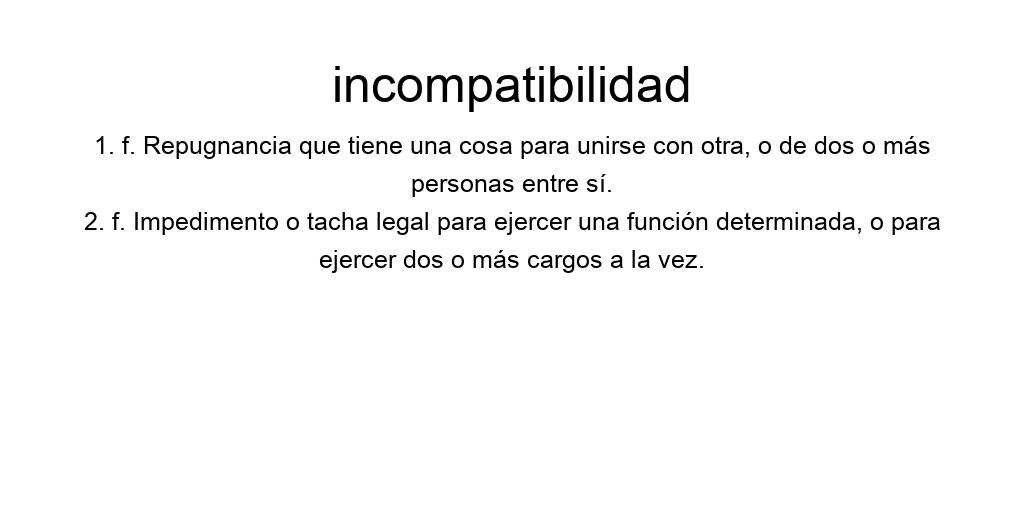 incompatibilidad
1. f. Repugnancia que tiene una cosa para unirse con otra, o de dos o más
personas entre sí.
2. f. Impedimento o tacha legal para ejercer una función determinada, o para
ejercer dos o más cargos a la vez.